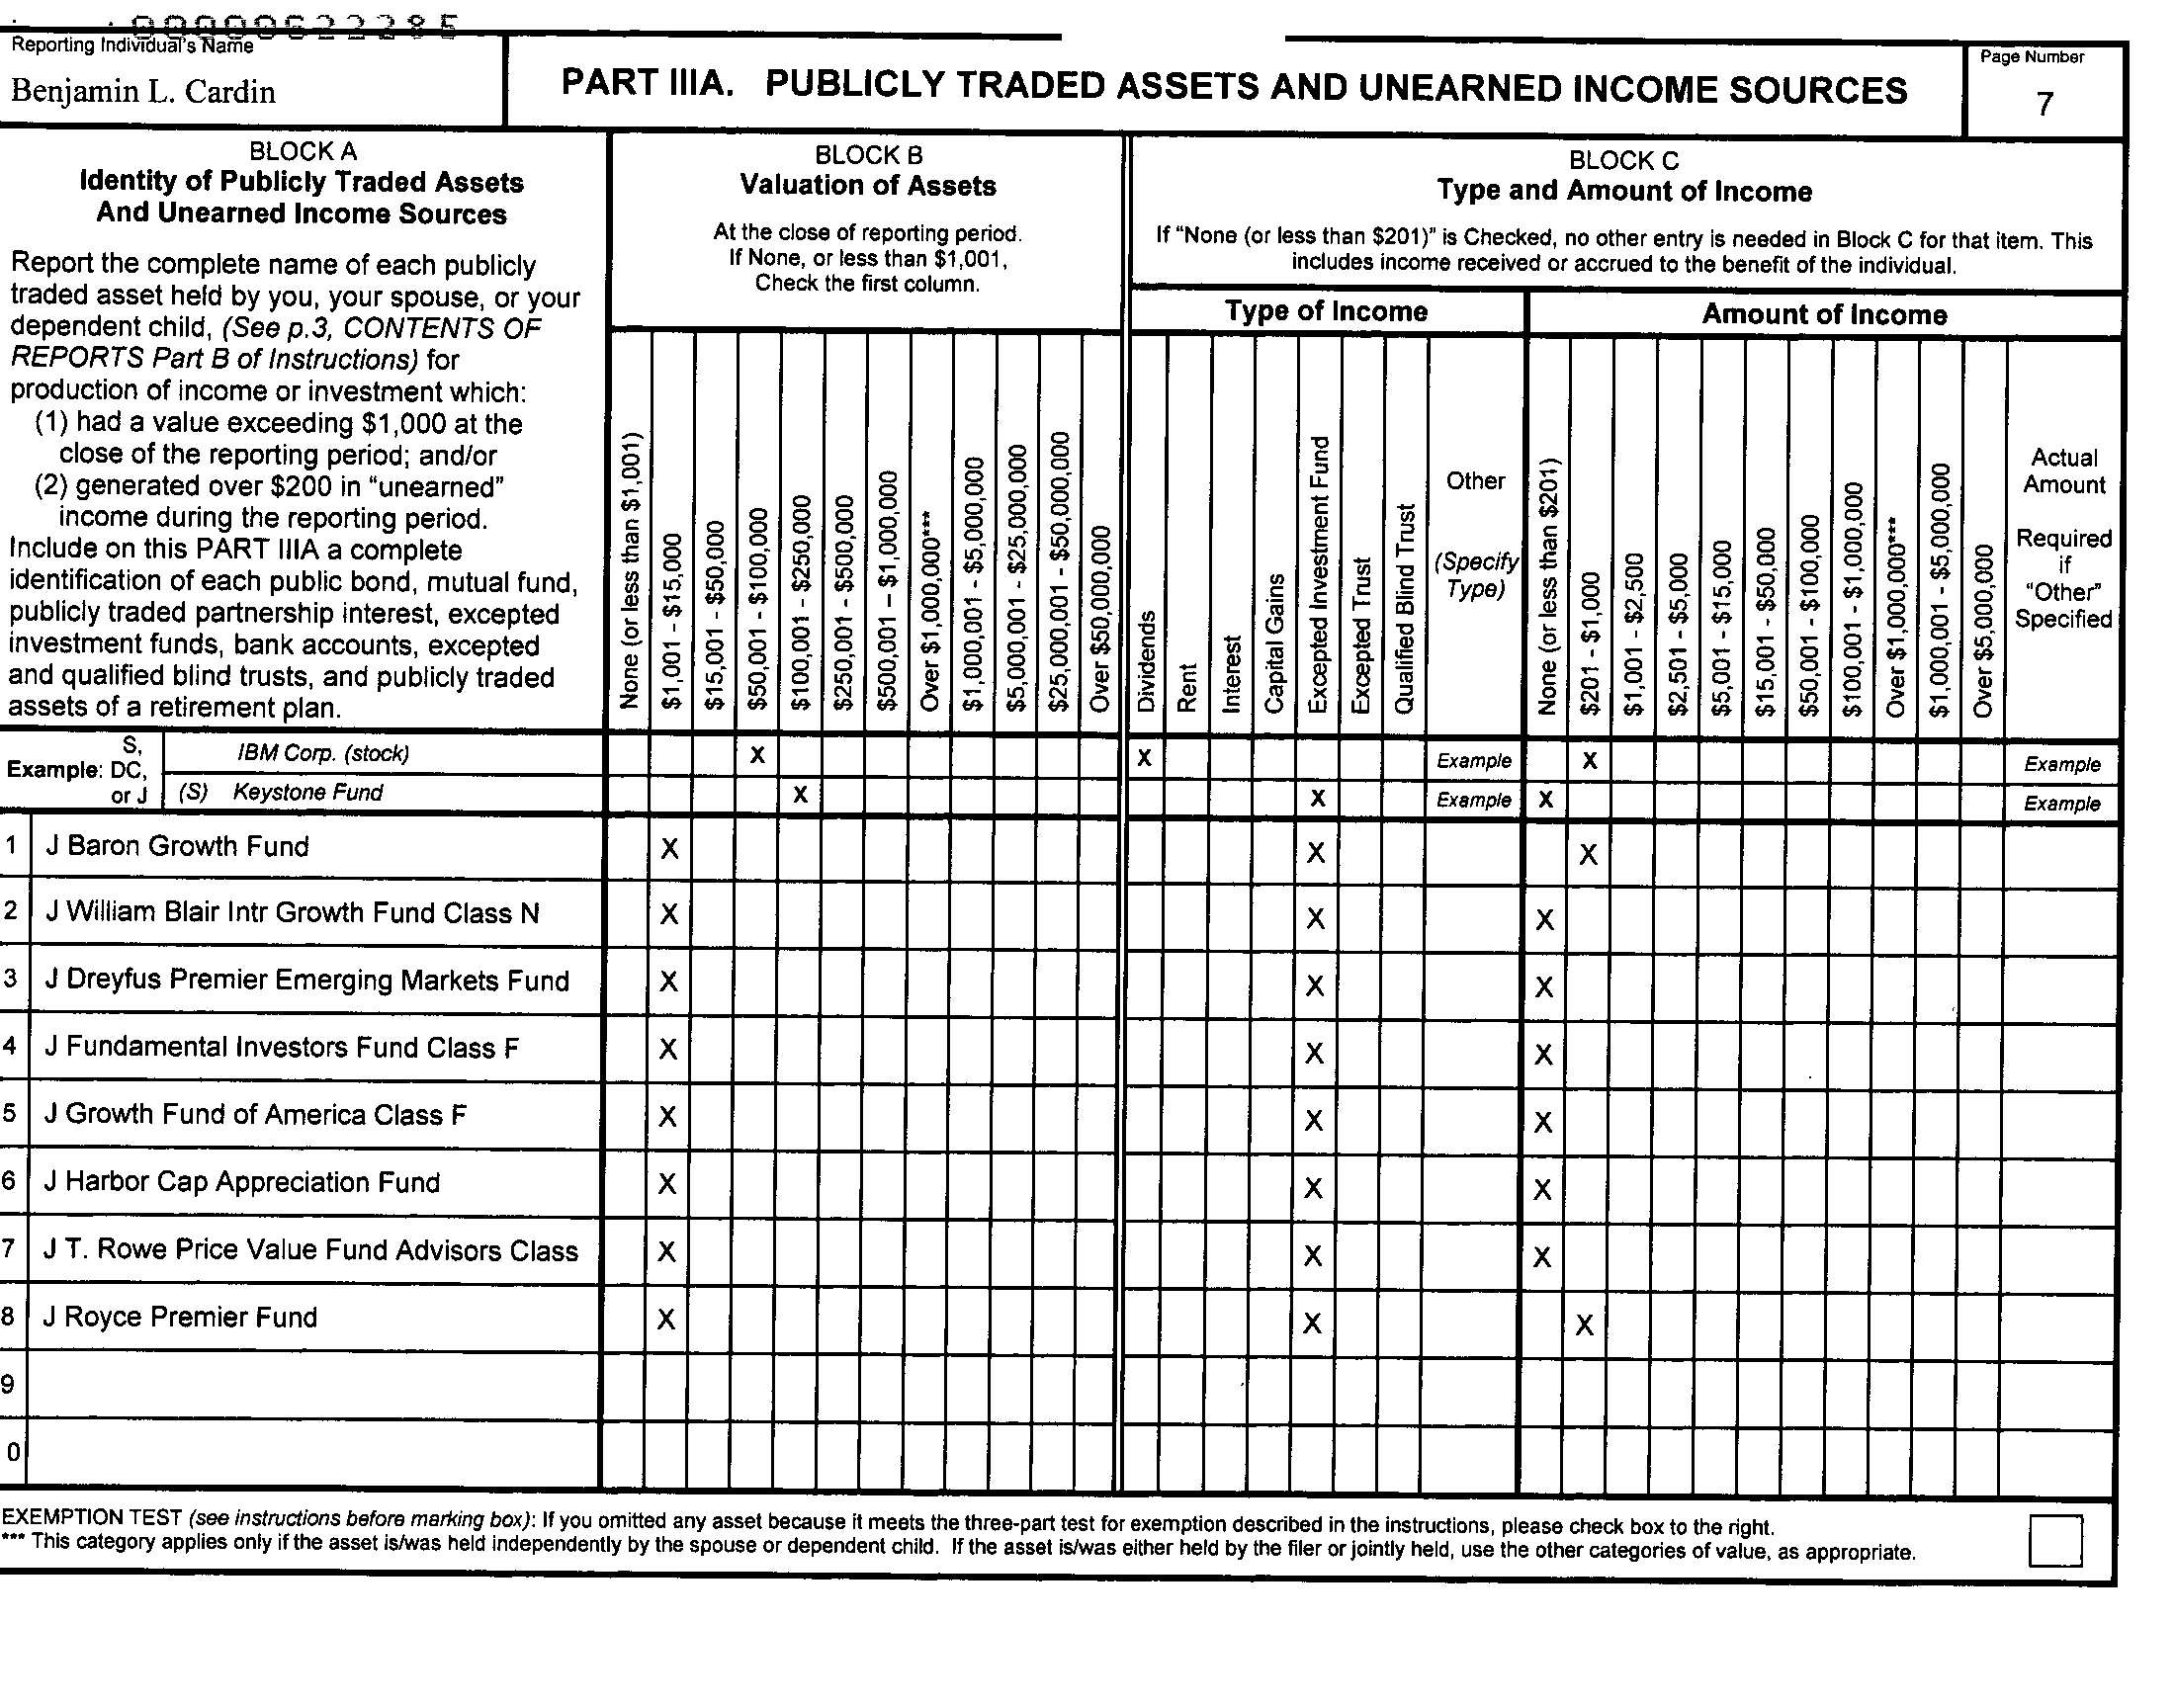 00000622285
Reporting Individual's Name
Benjamin L. Cardin
PART IIIA. PUBLICLY TRADED ASSETS AND UNEARNED INCOME SOURCES
Page Number
7
BLOCK A
Identity of Publicly Traded Assets
And Unearned Income Sources
Report the complete name of each publicly
traded asset held by you, your spouse, or your
dependent child, (See p.3, CONTENTS OF
REPORTS Part B of Instructions) for
production of income or investment which:
(1) had a value exceeding $1,000 at the
close of the reporting period; and/or
(2) generated over $200 in "unearned"
income during the reporting period.
Include on this PART IIIA a complete
identification of each public bond, mutual fund,
publicly traded partnership interest, excepted
investment funds, bank accounts, excepted
and qualified blind trusts, and publicly traded
assets of a retirement plan.
BLOCK B
Valuation of Assets
At the close of reporting period.
If None, or less than $1,001,
Check the first column.
None (or less than $1,001)
$1,001 - $15,000
$15,001 - $50,000
$50,001 - $100,000
$100,001 - $250,000
$250,001 - $500,000
$500,001 – $1,000,000
Over $1,000,000***
$1,000,001 - $5,000,000
$5,000,001 - $25,000,000
$25,000,001 - $50,000,000
Over $50,000,000
BLOCK C
Type and Amount of Income
If "None (or less than $201)" is Checked, no other entry is needed in Block C for that item. This
includes income received or accrued to the benefit of the individual.
Type of Income
Dividends
Rent
Interest
Capital Gains
Excepted Investment Fund
Excepted Trust
Qualified Blind Trust
Other
(Specify
Type)
Amount of Income
None (or less than $201)
$201 - $1,000
$1,001 - $2,500
$2,501 - $5,000
$5,001 - $15,000
$15,001 - $50,000
$50,001 - $100,000
$100,001 - $1,000,000
Over $1,000,000***
$1,000,001 - $5,000,000
Over $5,000,000
Actual
Amount
Required
if
"Other"
Specified
Example: S, DC, or J
IBM Corp. (stock) X X Example X Example
(S) Keystone Fund X X Example X Example
1 J Baron Growth Fund X X X
2 J William Blair Intr Growth Fund Class N X X X
3 J Dreyfus Premier Emerging Markets Fund X X X
4 J Fundamental Investors Fund Class F X X X
5 J Growth Fund of America Class F X X X
6 J Harbor Cap Appreciation Fund X X X
7 J T. Rowe Price Value Fund Advisors Class X X X
8 J Royce Premier Fund X X X
9
0
EXEMPTION TEST (see instructions before marking box): If you omitted any asset because it meets the three-part test for exemption described in the instructions, please check box to the right.
*** This category applies only if the asset is/was held independently by the spouse or dependent child. If the asset is/was either held by the filer or jointly held, use the other categories of value, as appropriate.